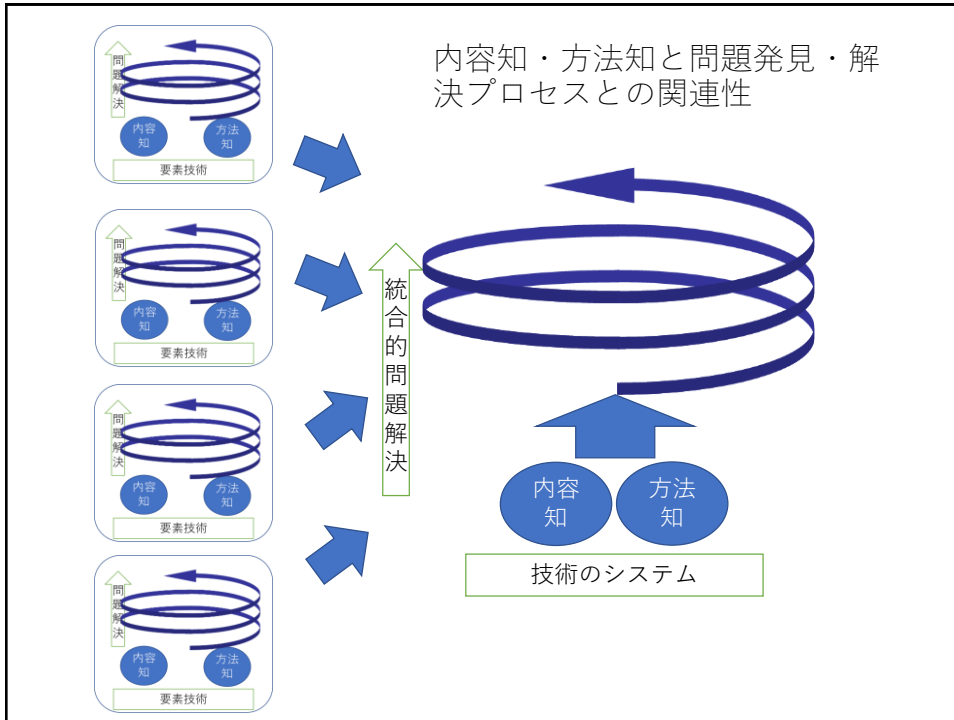 内容知・方法知と問題発見・解
決プロセスとの関連性
問題解決
内容
知
方法
知
要素技術
問題解決
内容
知
方法
知
要素技術
問題解決
内容
知
方法
知
要素技術
問題解決
内容
知
方法
知
要素技術
統合的問題解決
内容
知
方法
知
技術のシステム